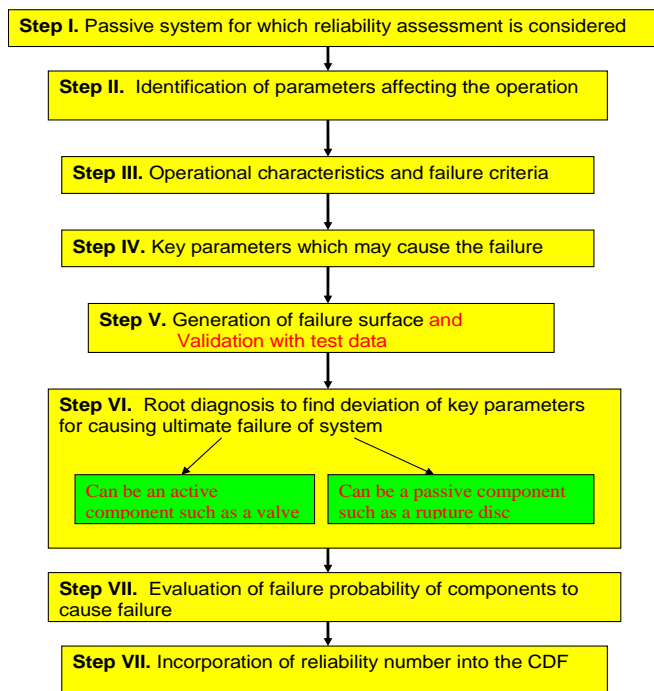 Step I. Passive system for which reliability assessment is considered
Step II. Identification of parameters affecting the operation
Step III. Operational characteristics and failure criteria
Step IV. Key parameters which may cause the failure
Step V. Generation of failure surface and
Validation with test data
Step VI. Root diagnosis to find deviation of key parameters
for causing ultimate failure of system
Can be an active
component such as a valve
Can be a passive component
such as a rupture disc
Step VII. Evaluation of failure probability of components to
cause failure
Step VII. Incorporation of reliability number into the CDF